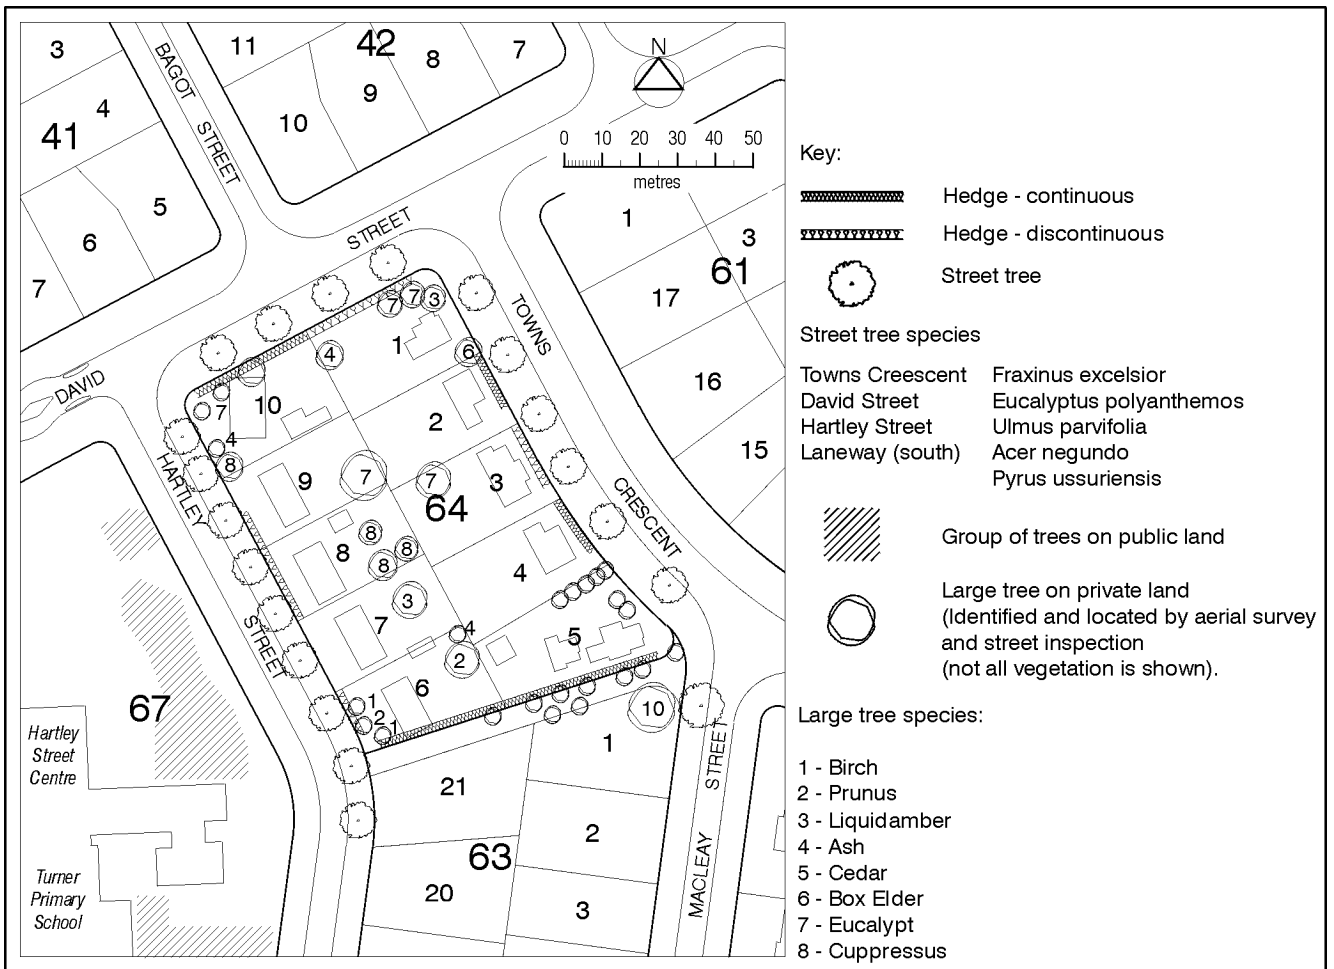 3
11
42
8
7
N
BAGOT
STREET
4
9
41
10
0 10 20 30 40 50
metres
5
6
7
STREET
1
3
61
17
16
15
TOWNS
CRESCENT
DAVID
HARTLEY
STREET
7
7
3
1
4
6
10
7
2
4
8
9
7
7
3
64
8
8
8
8
4
3
7
4
5
2
6
1
2
1
10
67
Hartley
Street
Centre
1
21
STREET
MACLEAY
2
63
20
3
Turner
Primary
School
Key:
Hedge - continuous
Hedge - discontinuous
Street tree
Street tree species
Towns Creescent Fraxinus excelsior
David Street Eucalyptus polyanthemos
Hartley Street Ulmus parvifolia
Laneway (south) Acer negundo
Pyrus ussuriensis
Group of trees on public land
Large tree on private land
(Identified and located by aerial survey
and street inspection
(not all vegetation is shown).
Large tree species:
1 - Birch
2 - Prunus
3 - Liquidamber
4 - Ash
5 - Cedar
6 - Box Elder
7 - Eucalypt
8 - Cuppressus